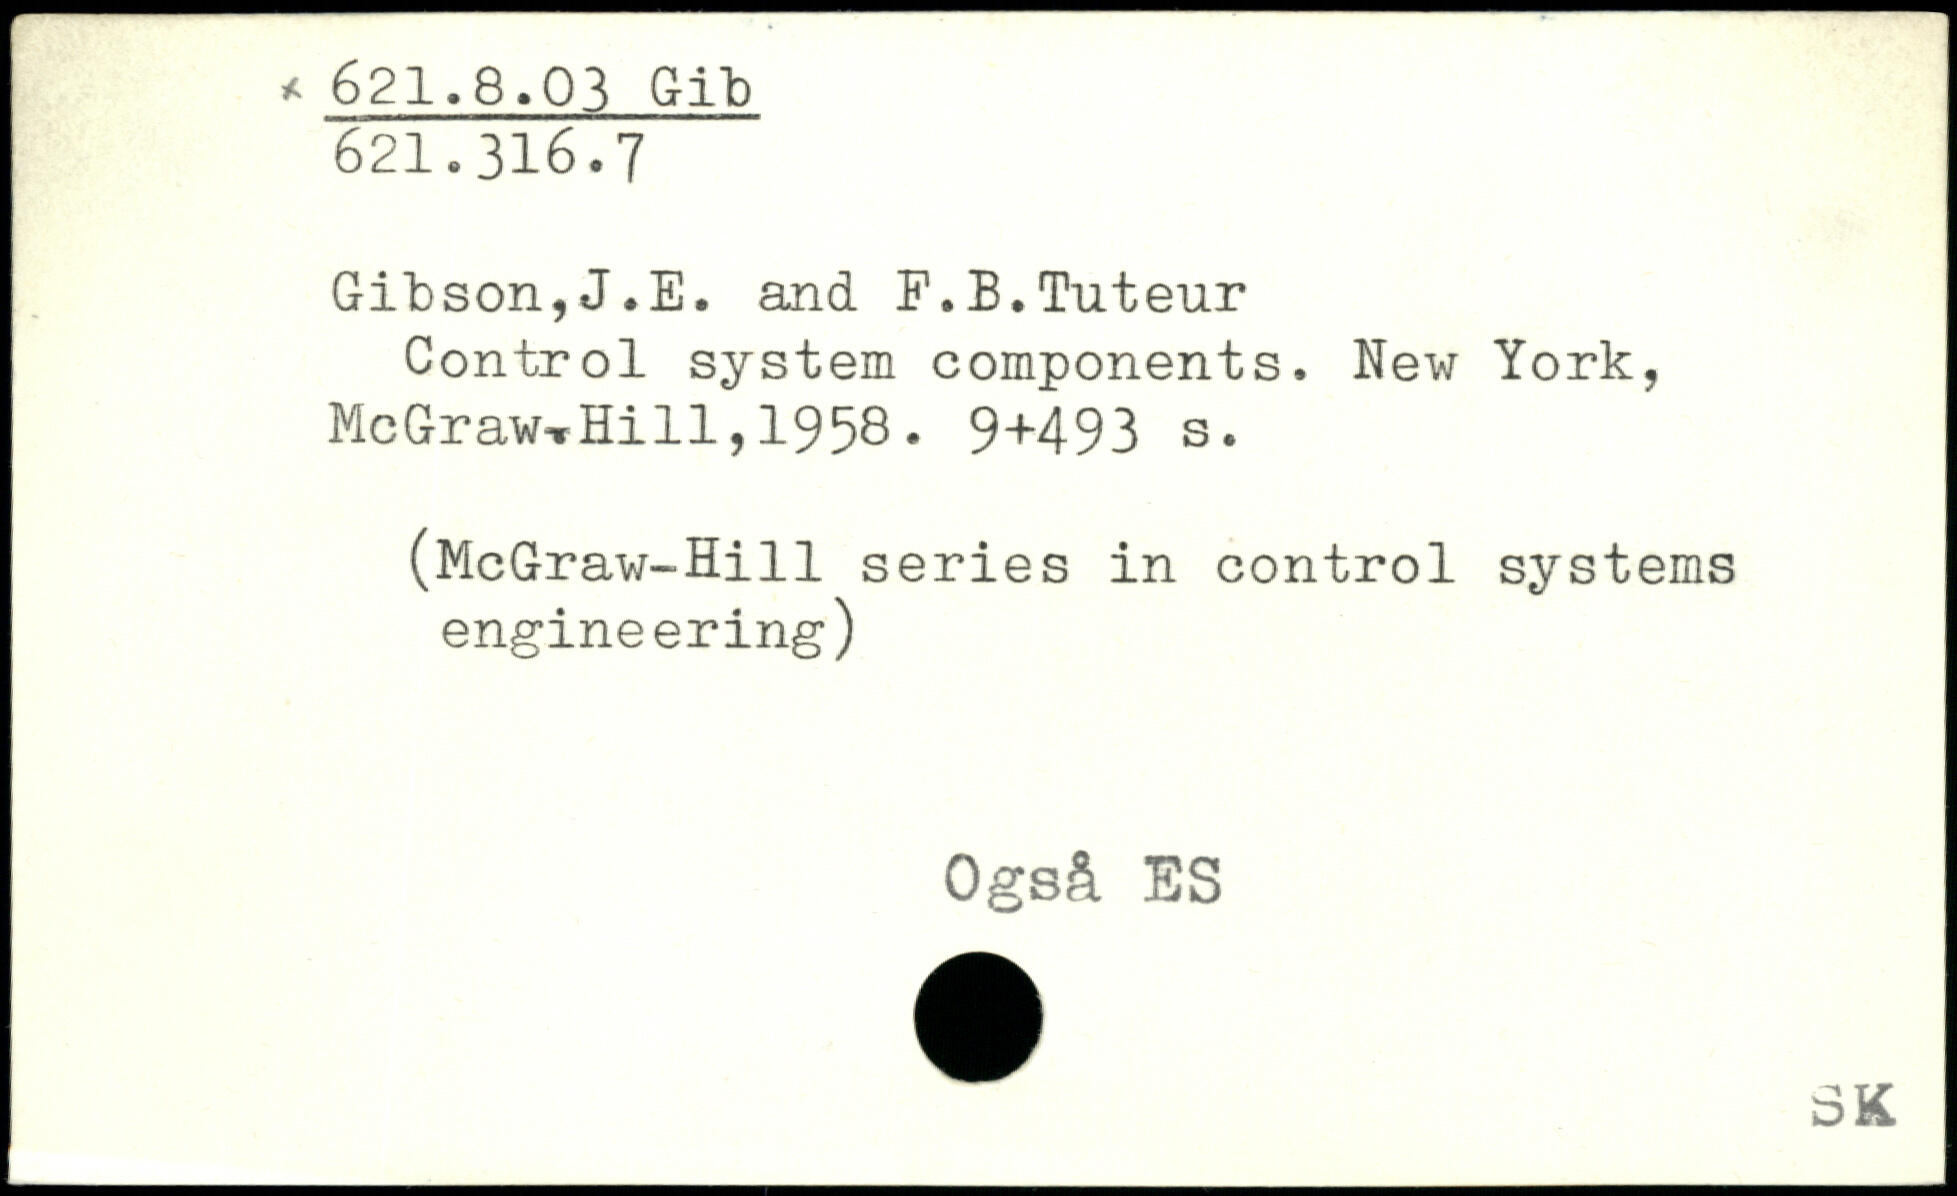 × 621.8.03 Gib
621.316.7
Gibson,J.E. and F.B.Tuteur
Control system components. New York,
McGraw-Hill,1958. 9+493 s.
(McGraw-Hill series in control systems
engineering)
Også ES
SK